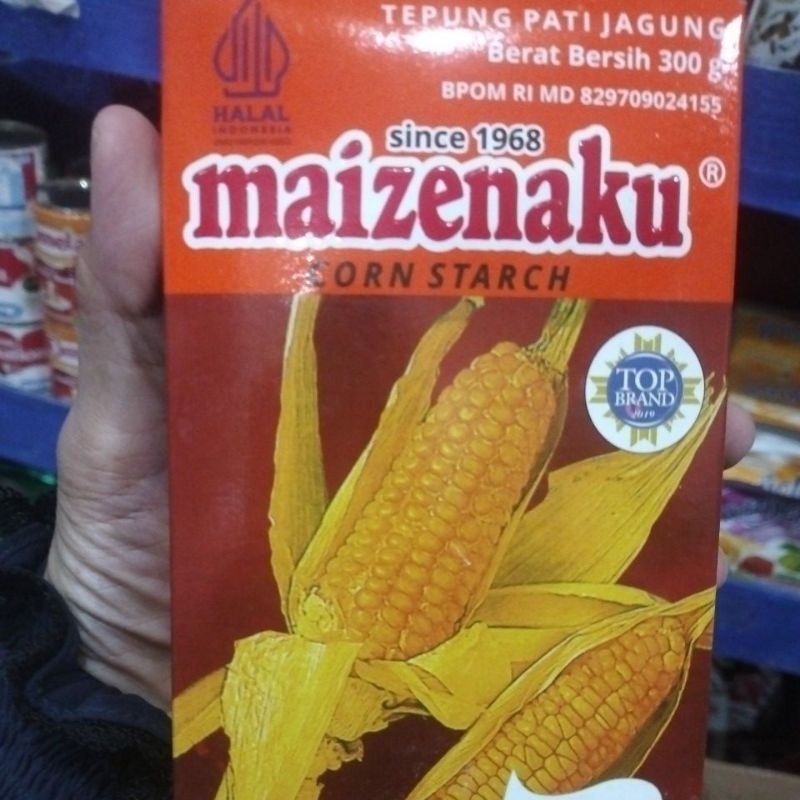 TEPUNG PATI JAGUNG
Berat Bersih 300 g
BPOM RI MD 829709024155
HALAL
INDONESIA
since 1968
maizenaku®
CORN STARCH
TOP
BRAND
2019